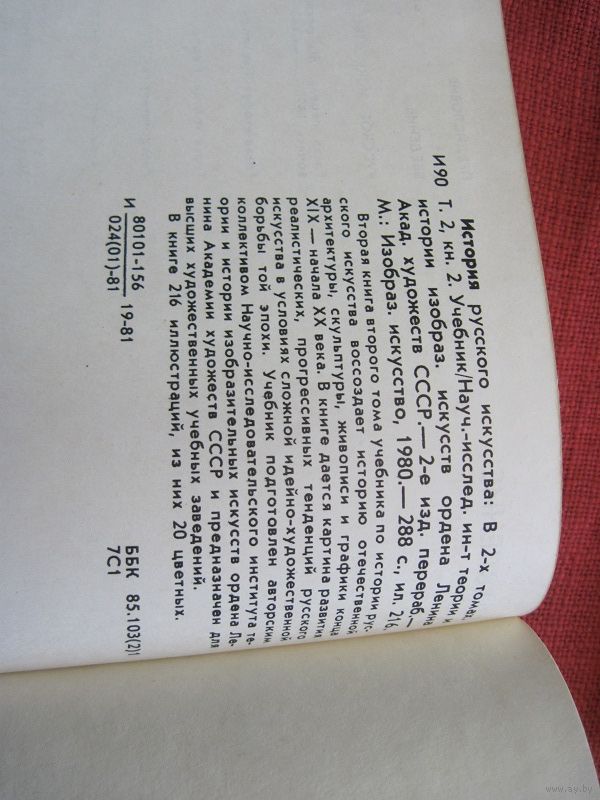 История русского искусства: В 2-х томах,
И90 Т. 2, кн. 2. Учебник/Науч.-исслед. ин-т теории и
истории изобраз. искусств ордена Ленина
Акад. художеств СССР.— 2-е изд. перераб.—
М.: Изобраз. искусство, 1980.— 288 с., ил. 216,
Вторая книга второго тома учебника по истории рус-
ского искусства воссоздает историю отечественной
архитектуры, скульптуры, живописи и графики конца
XIX — начала XX века. В книге дается картина развития
реалистических, прогрессивных тенденций русского
искусства в условиях сложной идейно-художественной
борьбы той эпохи. Учебник подготовлен авторским
коллективом Научно-исследовательского института те-
ории и истории изобразительных искусств ордена Ле-
нина Академии художеств СССР и предназначен для
высших художественных учебных заведений.
В книге 216 иллюстраций, из них 20 цветных.
И 80101-156 19-81
024(01)-81
ББК 85.103(2)1
7С1
www.ay.by